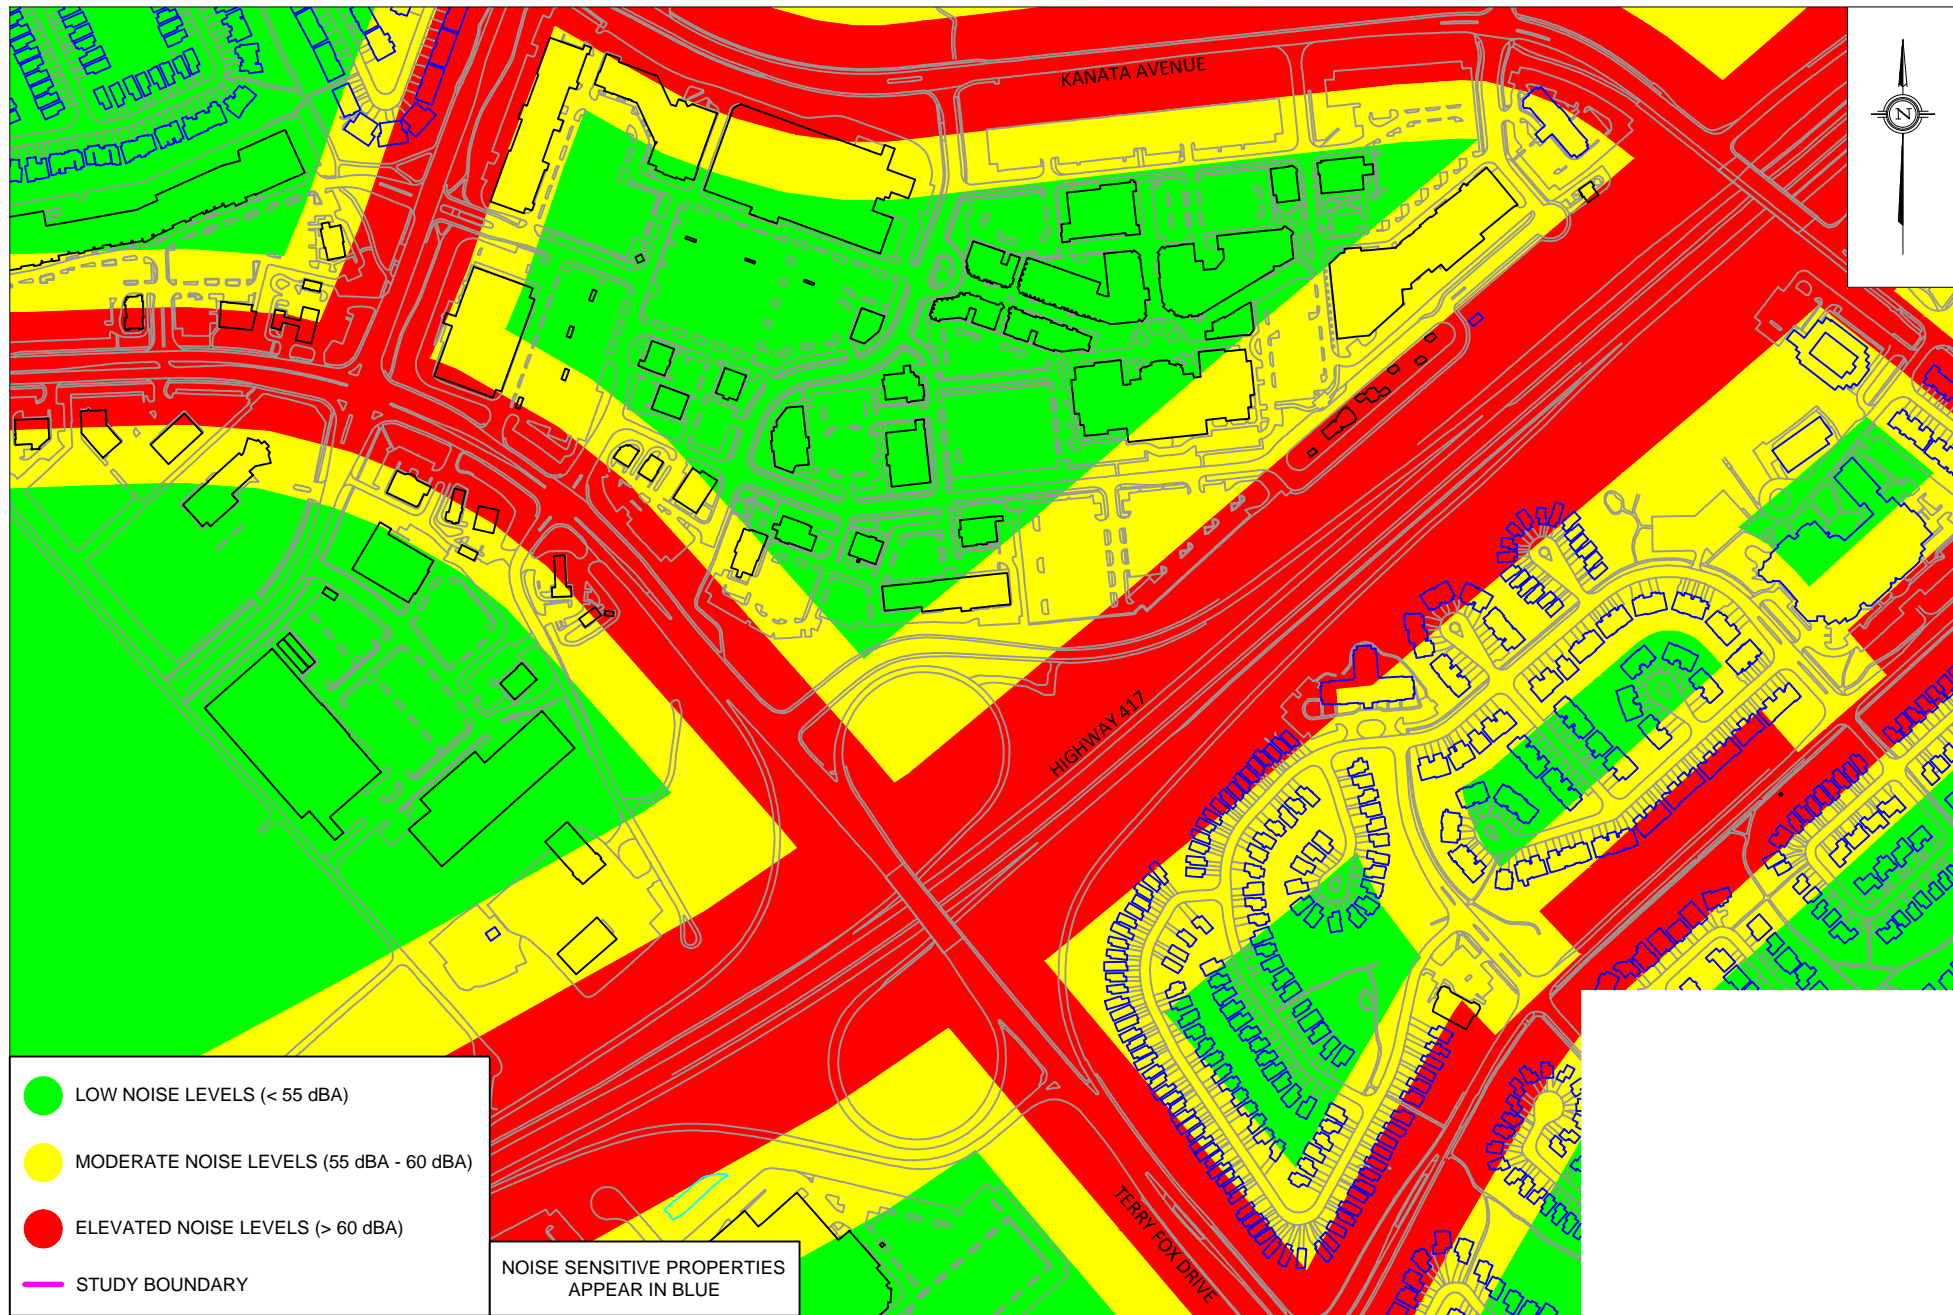 KANATA AVENUE
N
HIGHWAY 417
TERRY FOX DRIVE
LOW NOISE LEVELS (< 55 dBA)
MODERATE NOISE LEVELS (55 dBA - 60 dBA)
ELEVATED NOISE LEVELS (> 60 dBA)
STUDY BOUNDARY
NOISE SENSITIVE PROPERTIES
APPEAR IN BLUE